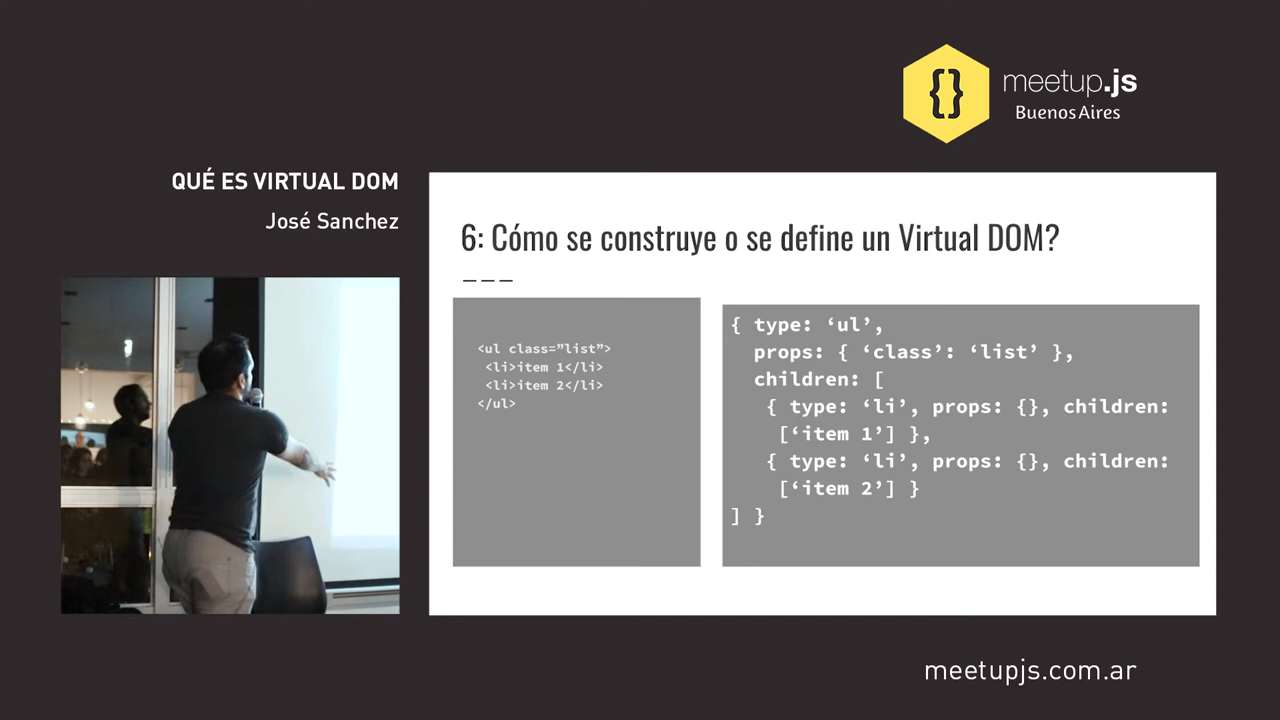 {}
meetup.js
Buenos Aires
QUÉ ES VIRTUAL DOM
José Sanchez
6: Cómo se construye o se define un Virtual DOM?
<ul class=”list”>
<li>item 1</li>
<li>item 2</li>
</ul>
{ type: ‘ul’,
props: { ‘class’: ‘list’ },
children: [
{ type: ‘li’, props: {}, children:
[‘item 1’] },
{ type: ‘li’, props: {}, children:
[‘item 2’] }
] }
meetupjs.com.ar